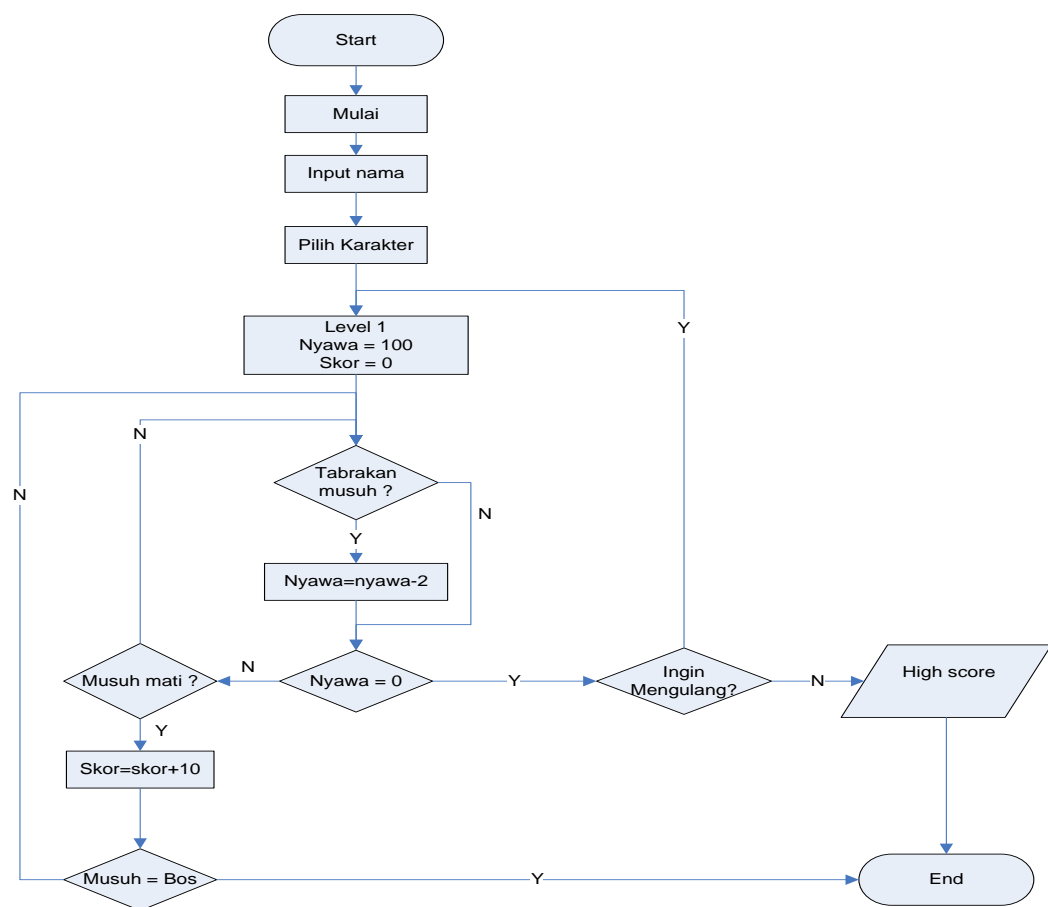 Start
Mulai
Input nama
Pilih Karakter
Level 1
Nyawa = 100
Skor = 0
Y
N
N
Tabrakan
musuh ?
N
Y
Nyawa=nyawa-2
Musuh mati ?
N
Nyawa = 0
Y
Ingin
Mengulang?
N
High score
Y
Skor=skor+10
Musuh = Bos
Y
End